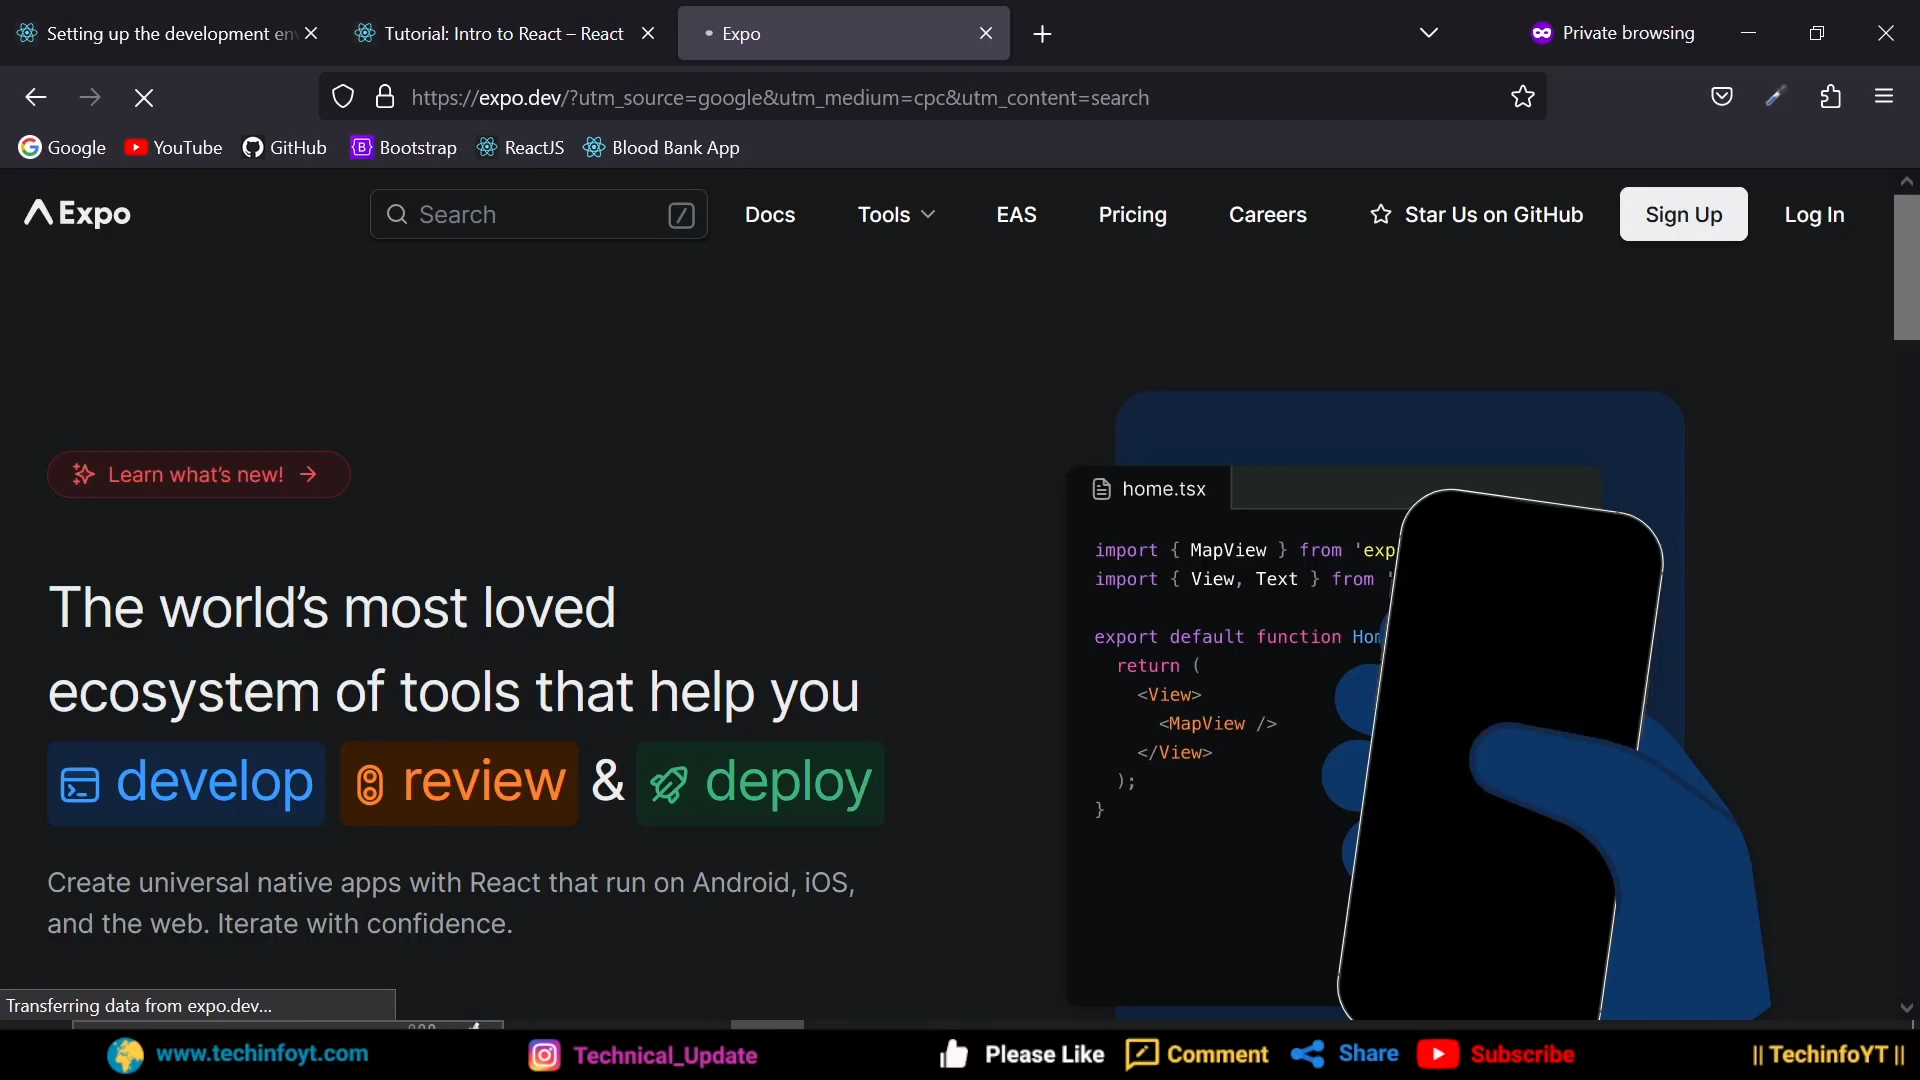 Setting up the development en
Tutorial: Intro to React – React
Expo
Private browsing
https://expo.dev/?utm_source=google&utm_medium=cpc&utm_content=search
Google
YouTube
GitHub
Bootstrap
ReactJS
Blood Bank App
Expo
Search
/
Docs
Tools
EAS
Pricing
Careers
Star Us on GitHub
Sign Up
Log In
Learn what's new! →
The world's most loved
ecosystem of tools that help you
develop review & deploy
Create universal native apps with React that run on Android, iOS,
and the web. Iterate with confidence.
home.tsx
import { MapView } from 'exp
import { View, Text } from '
export default function Hom
return (
<View>
<MapView />
</View>
);
}
Transferring data from expo.dev...
www.techinfoyt.com
Technical_Update
Please Like
Comment
Share
Subscribe
|| TechinfoYT ||